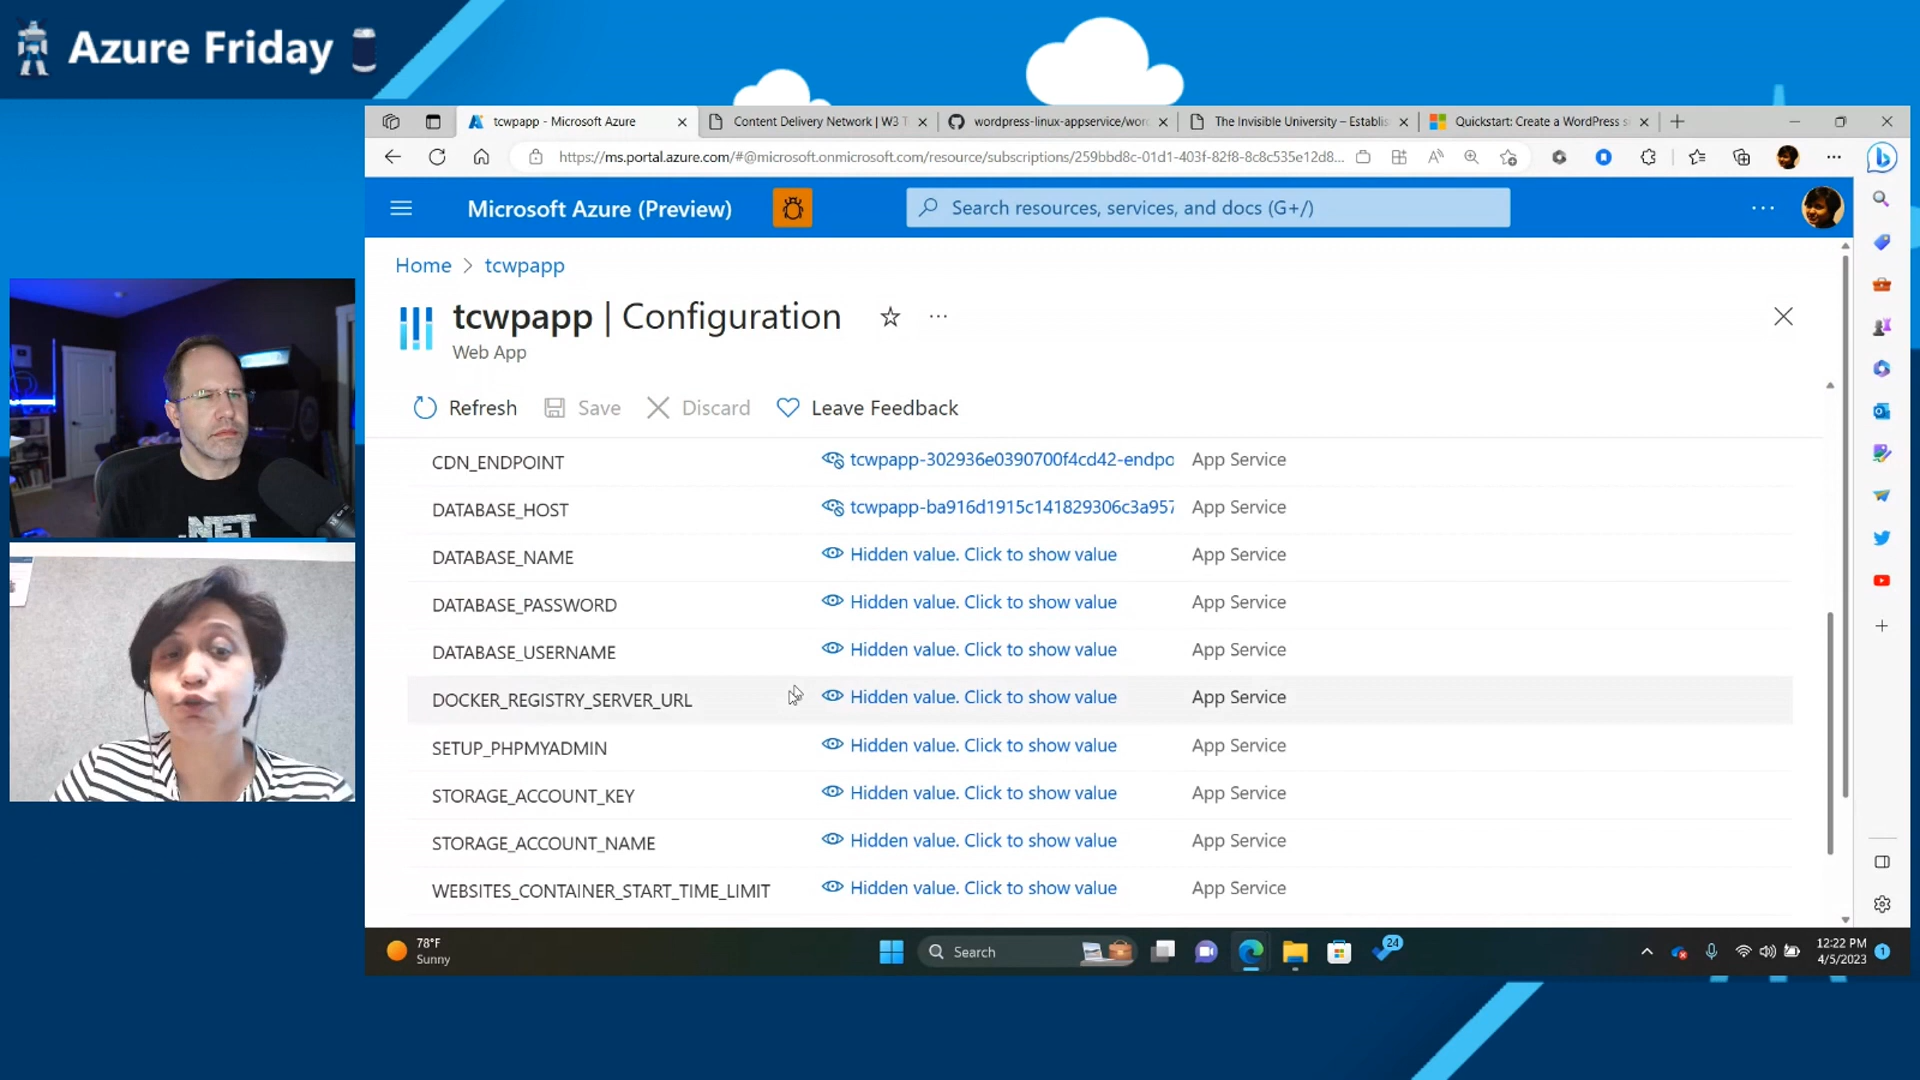 Azure Friday
tcwpapp - Microsoft Azure
Content Delivery Network | W3 T
wordpress-linux-appservice/wor
The Invisible University – Establis
Quickstart: Create a WordPress s
https://ms.portal.azure.com/#@microsoft.onmicrosoft.com/resource/subscriptions/259bbd8c-01d1-403f-82f8-8c8c535e12d8...
Microsoft Azure (Preview)
Search resources, services, and docs (G+/)
Home > tcwpapp
tcwpapp | Configuration
Web App
Refresh Save Discard Leave Feedback
CDN_ENDPOINT tcwpapp-302936e0390700f4cd42-endpo App Service
DATABASE_HOST tcwpapp-ba916d1915c141829306c3a957 App Service
DATABASE_NAME Hidden value. Click to show value App Service
DATABASE_PASSWORD Hidden value. Click to show value App Service
DATABASE_USERNAME Hidden value. Click to show value App Service
DOCKER_REGISTRY_SERVER_URL Hidden value. Click to show value App Service
SETUP_PHPMYADMIN Hidden value. Click to show value App Service
STORAGE_ACCOUNT_KEY Hidden value. Click to show value App Service
STORAGE_ACCOUNT_NAME Hidden value. Click to show value App Service
WEBSITES_CONTAINER_START_TIME_LIMIT Hidden value. Click to show value App Service
.NET
78°F
Sunny
Search
24
12:22 PM
4/5/2023
1